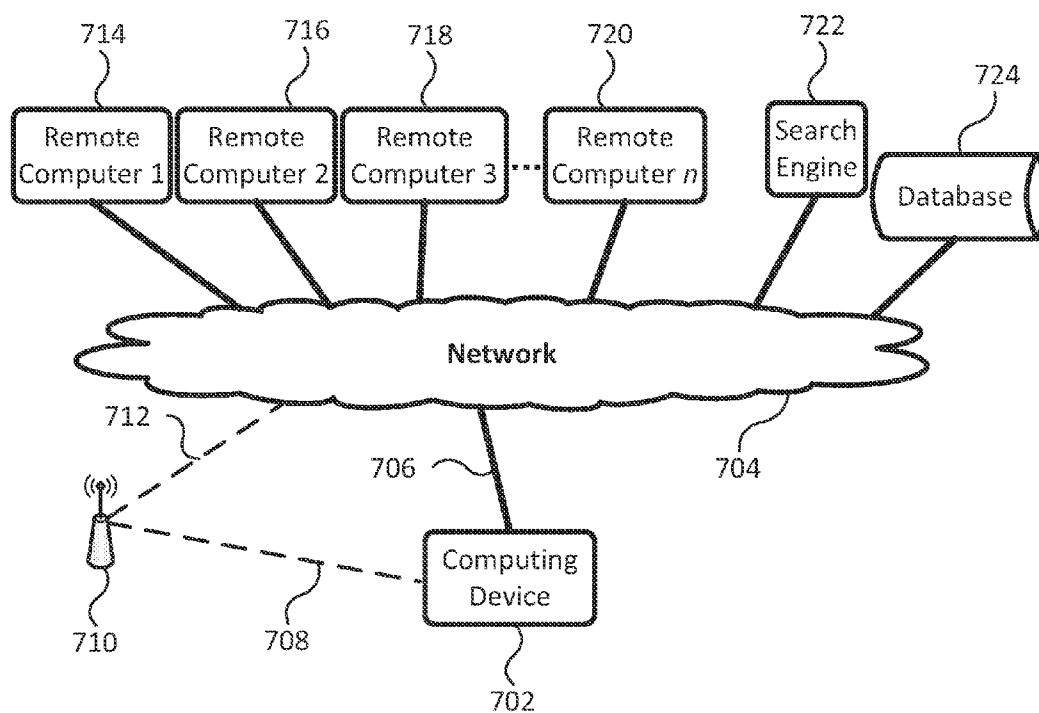 714
716
718
720
722
724
Remote
Computer 1
Remote
Computer 2
Remote
Computer 3
...
Remote
Computer n
Search
Engine
Database
Network
712
706
704
710
708
Computing
Device
702